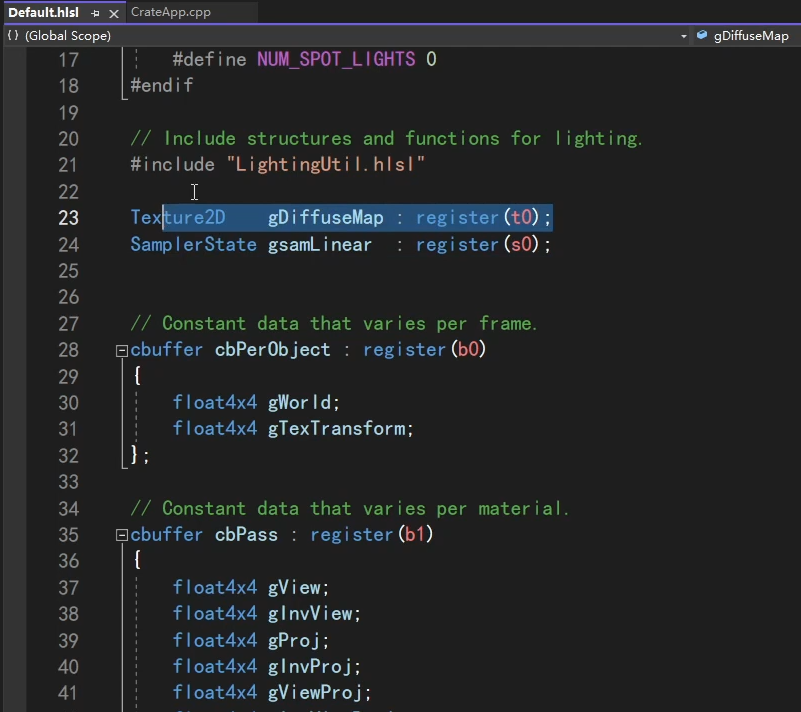 Default.hlsl CrateApp.cpp
(Global Scope) gDiffuseMap
17 #define NUM_SPOT_LIGHTS 0
18 #endif
19
20 // Include structures and functions for lighting.
21 #include "LightingUtil.hlsl"
22
23 Texture2D gDiffuseMap : register(t0);
24 SamplerState gsamLinear : register(s0);
25
26
27 // Constant data that varies per frame.
28 cbuffer cbPerObject : register(b0)
29 {
30 float4x4 gWorld;
31 float4x4 gTexTransform;
32 };
33
34 // Constant data that varies per material.
35 cbuffer cbPass : register(b1)
36 {
37 float4x4 gView;
38 float4x4 gInvView;
39 float4x4 gProj;
40 float4x4 gInvProj;
41 float4x4 gViewProj;